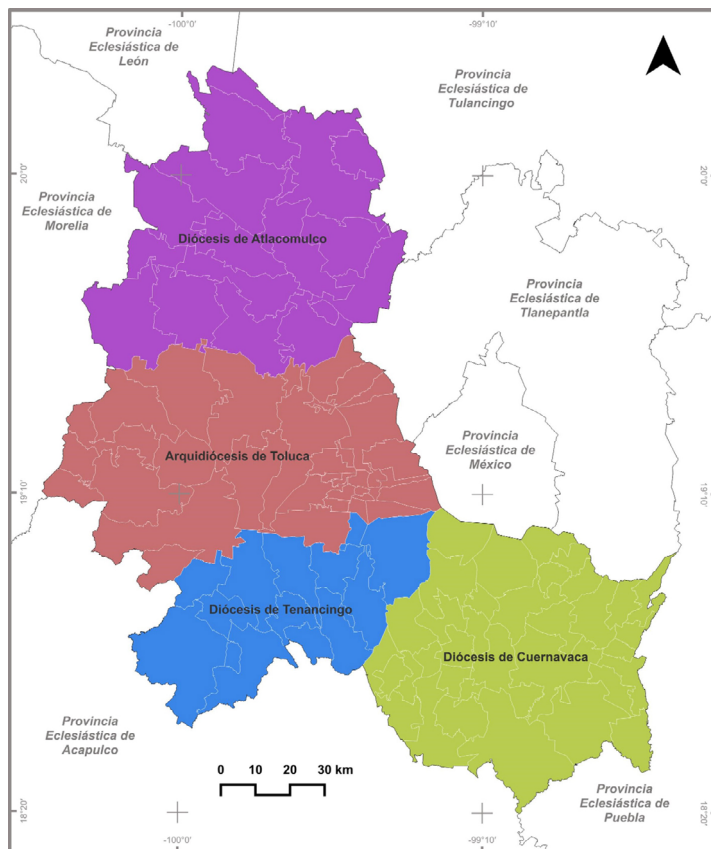 -100°0'
-99°10'
Provincia
Eclesiástica de
León
Provincia
Eclesiástica de
Tulancingo
20°0'
20°0'
Provincia
Eclesiástica de
Morelia
Diócesis de Atlacomulco
Provincia
Eclesiástica de
Tlanepantla
Provincia
Eclesiástica de
México
Arquidiócesis de Toluca
19°10'
19°10'
Diócesis de Tenancingo
Diócesis de Cuernavaca
Provincia
Eclesiástica de
Acapulco
0 10 20 30 km
Provincia
Eclesiástica de
Puebla
18°20'
18°20'
-100°0'
-99°10'